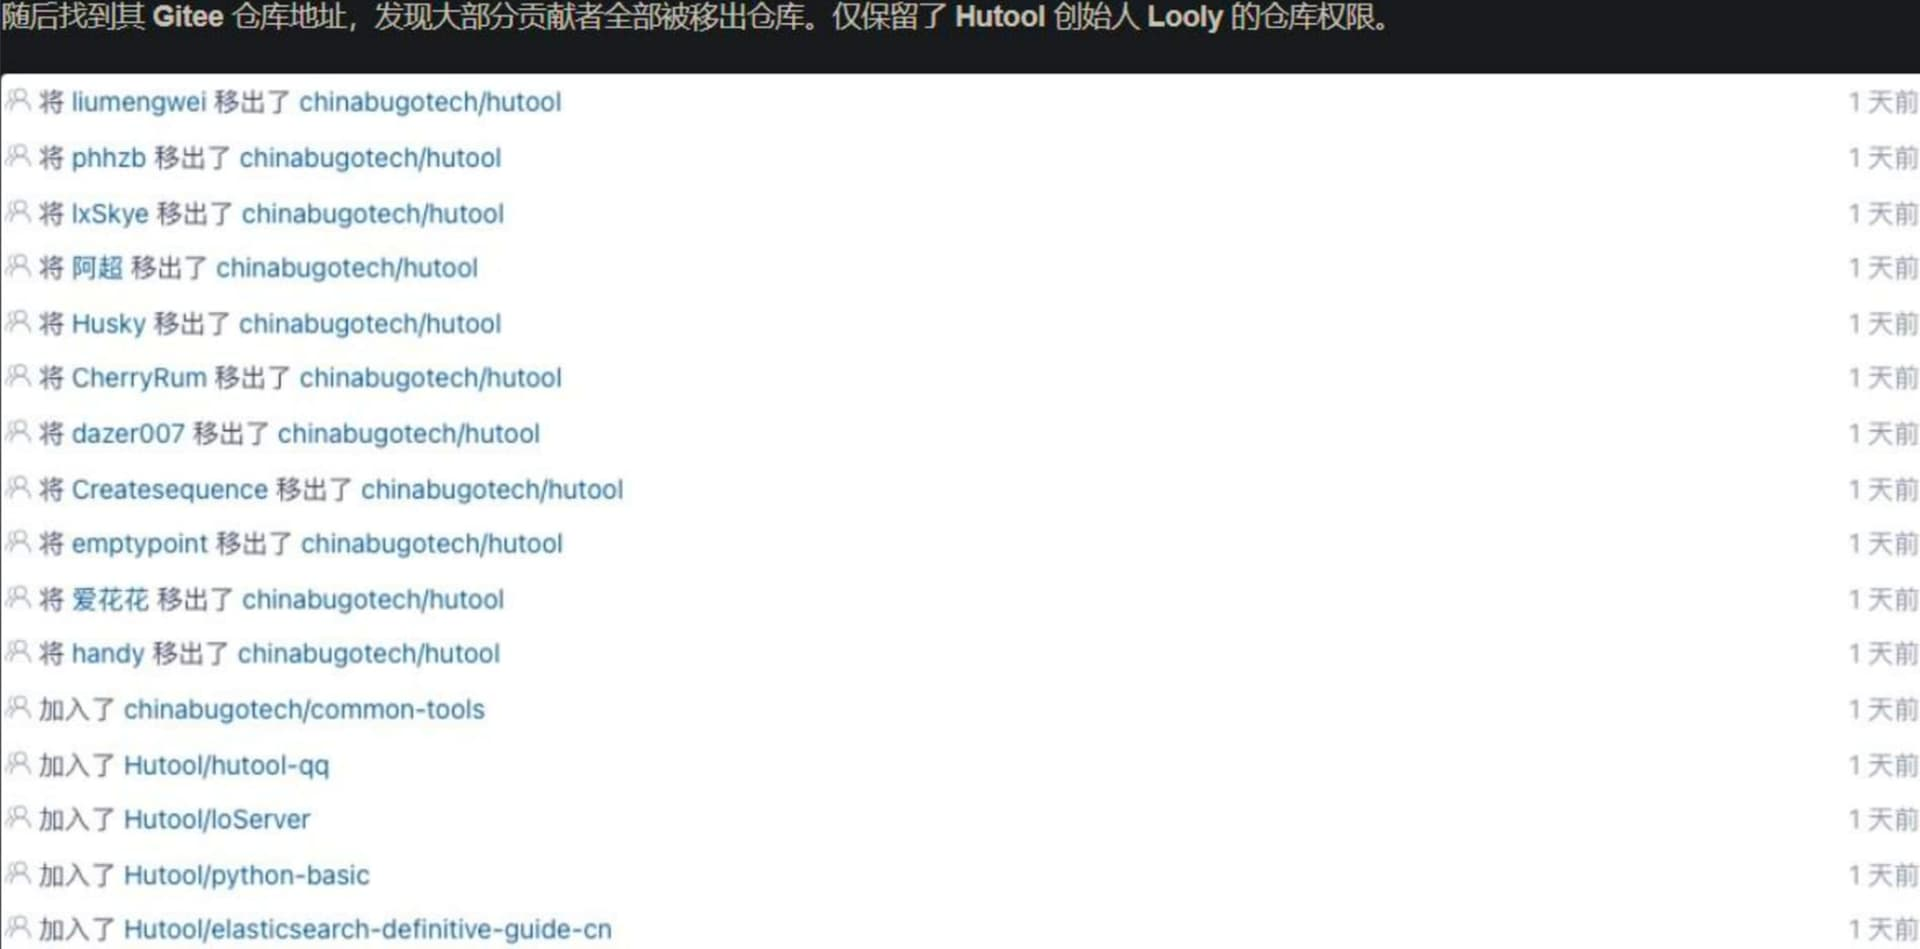 随后找到其 Gitee 仓库地址，发现大部分贡献者全部被移出仓库。仅保留了 Hutool 创始人 Looly 的仓库权限。
将 liumengwei 移出了 chinabugotech/hutool 1 天前
将 phhzb 移出了 chinabugotech/hutool 1 天前
将 lxSkye 移出了 chinabugotech/hutool 1 天前
将 阿超 移出了 chinabugotech/hutool 1 天前
将 Husky 移出了 chinabugotech/hutool 1 天前
将 CherryRum 移出了 chinabugotech/hutool 1 天前
将 dazer007 移出了 chinabugotech/hutool 1 天前
将 Createsequence 移出了 chinabugotech/hutool 1 天前
将 emptypoint 移出了 chinabugotech/hutool 1 天前
将 爱花花 移出了 chinabugotech/hutool 1 天前
将 handy 移出了 chinabugotech/hutool 1 天前
加入了 chinabugotech/common-tools 1 天前
加入了 Hutool/hutool-qq 1 天前
加入了 Hutool/loServer 1 天前
加入了 Hutool/python-basic 1 天前
加入了 Hutool/elasticsearch-definitive-guide-cn 1 天前